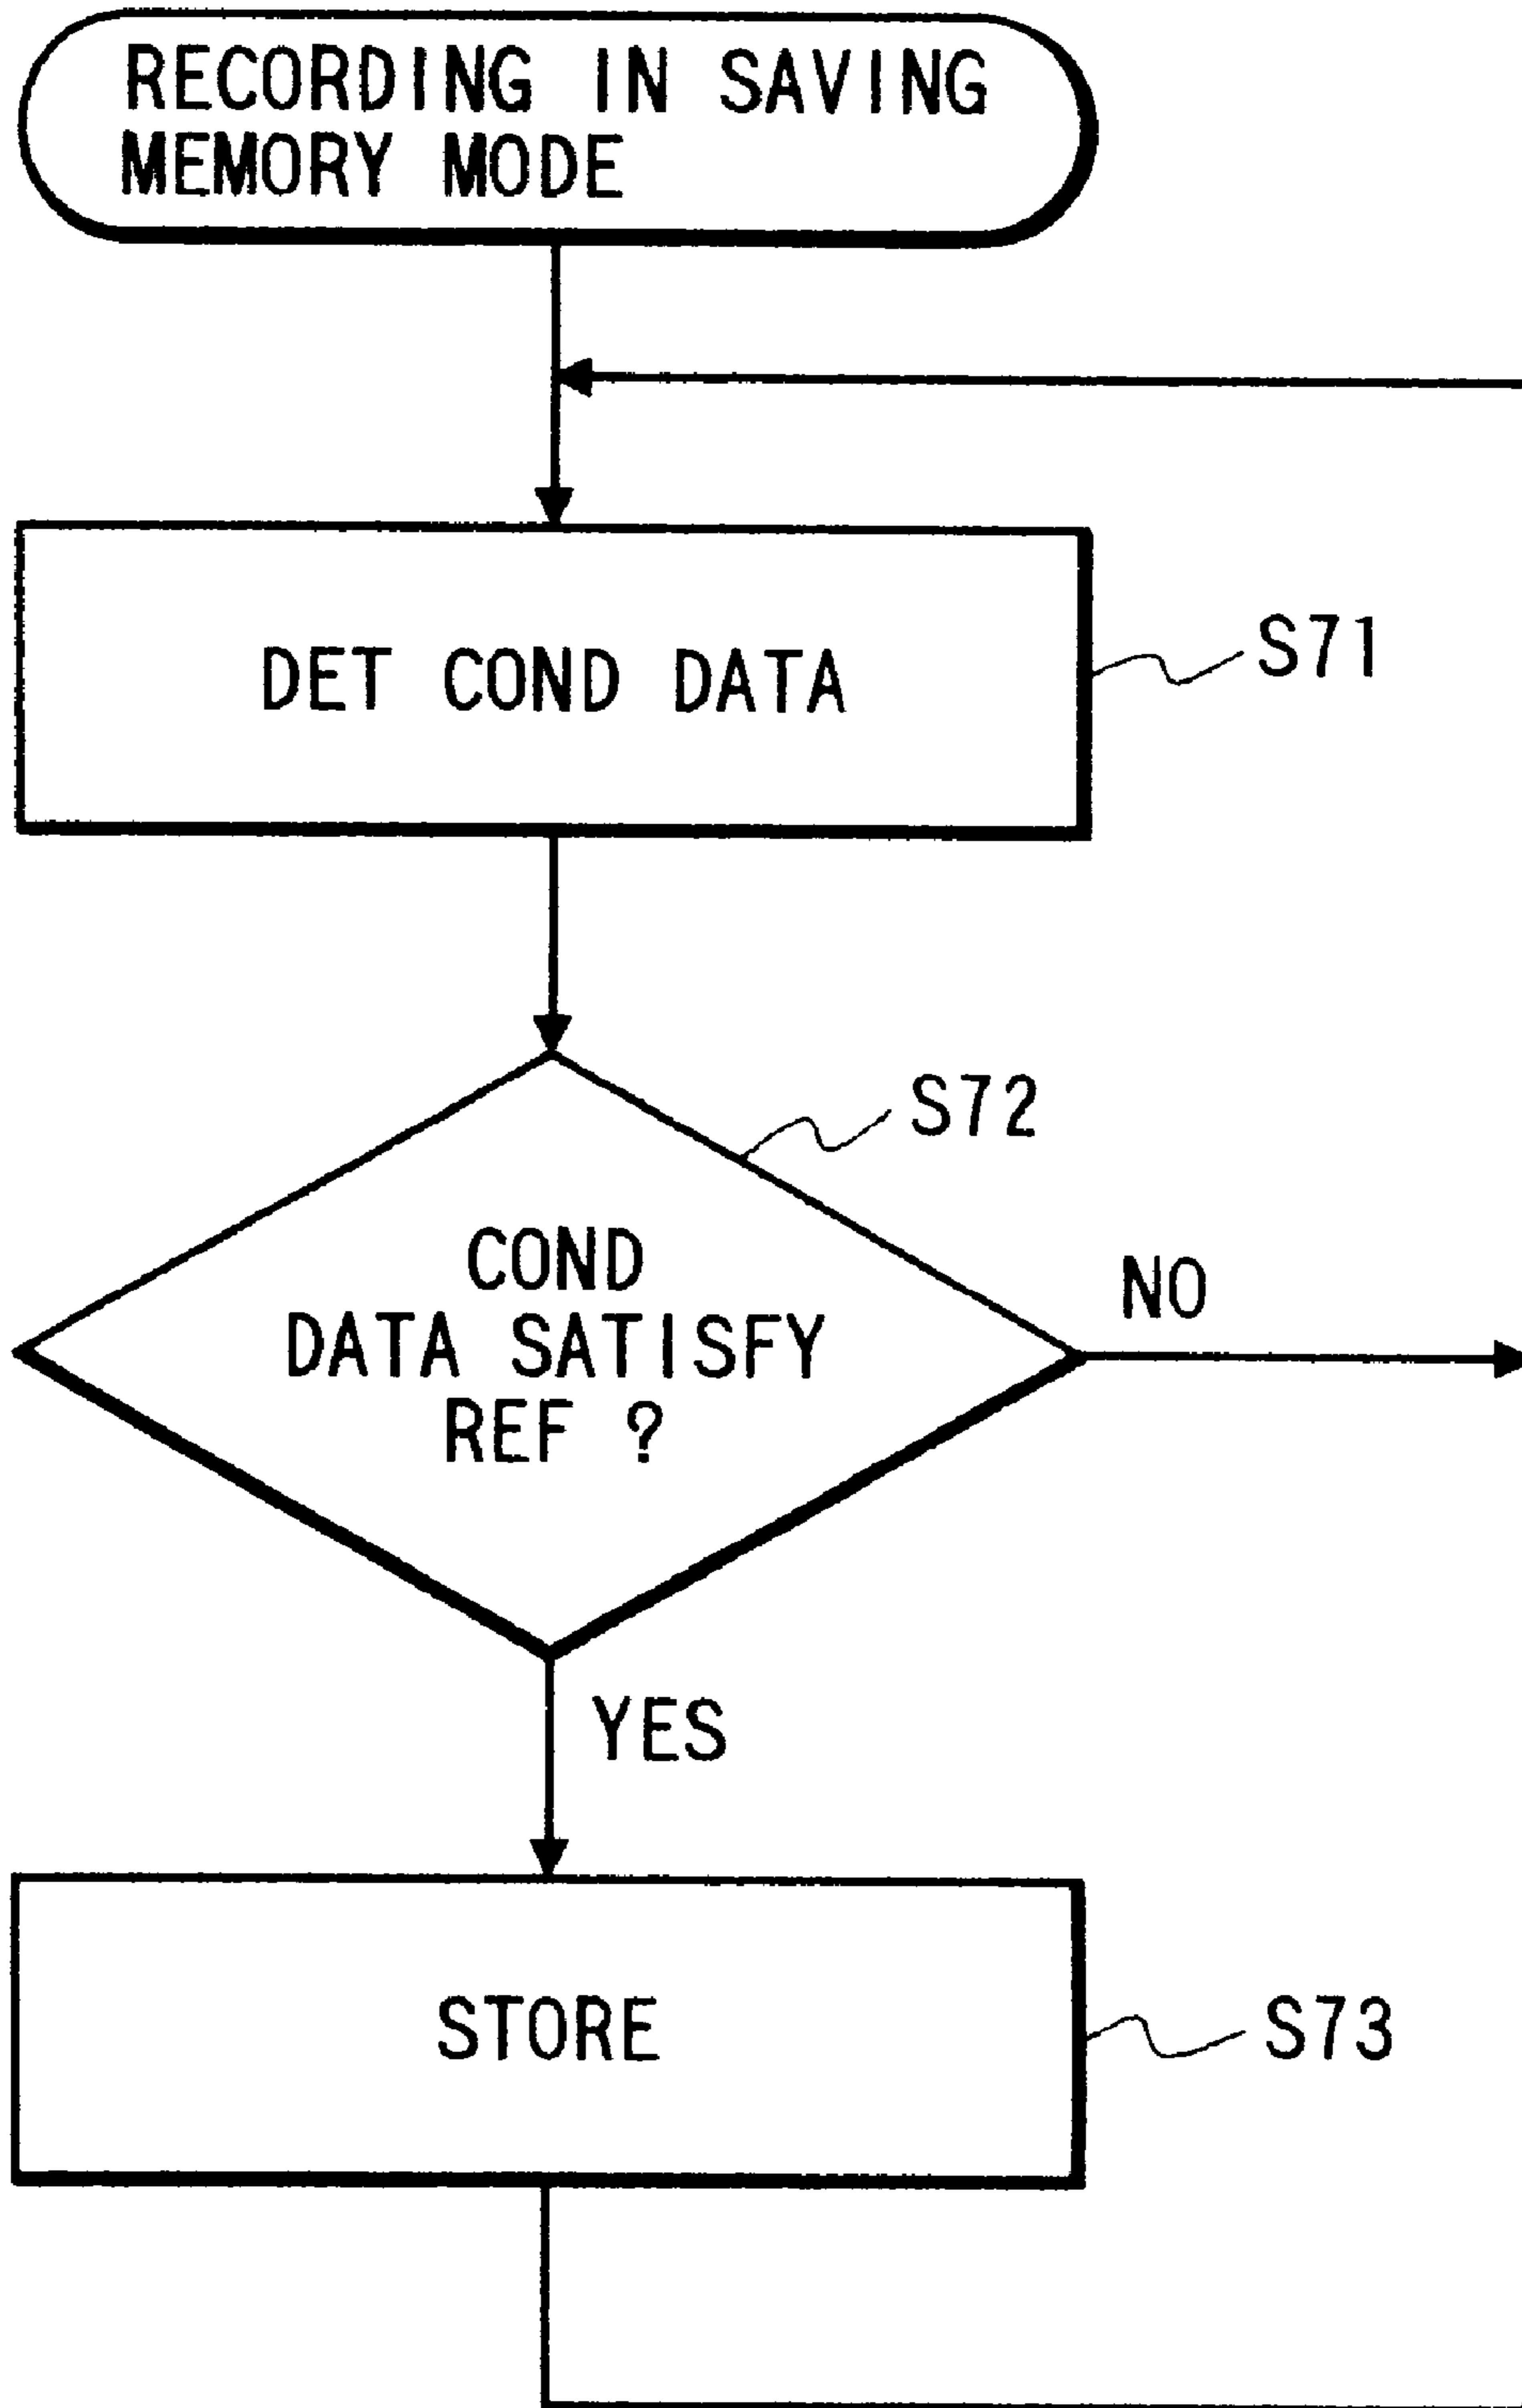 RECORDING IN SAVING
MEMORY MODE
DET COND DATA
S71
S72
COND
DATA SATISFY
REF ?
NO
YES
STORE
S73